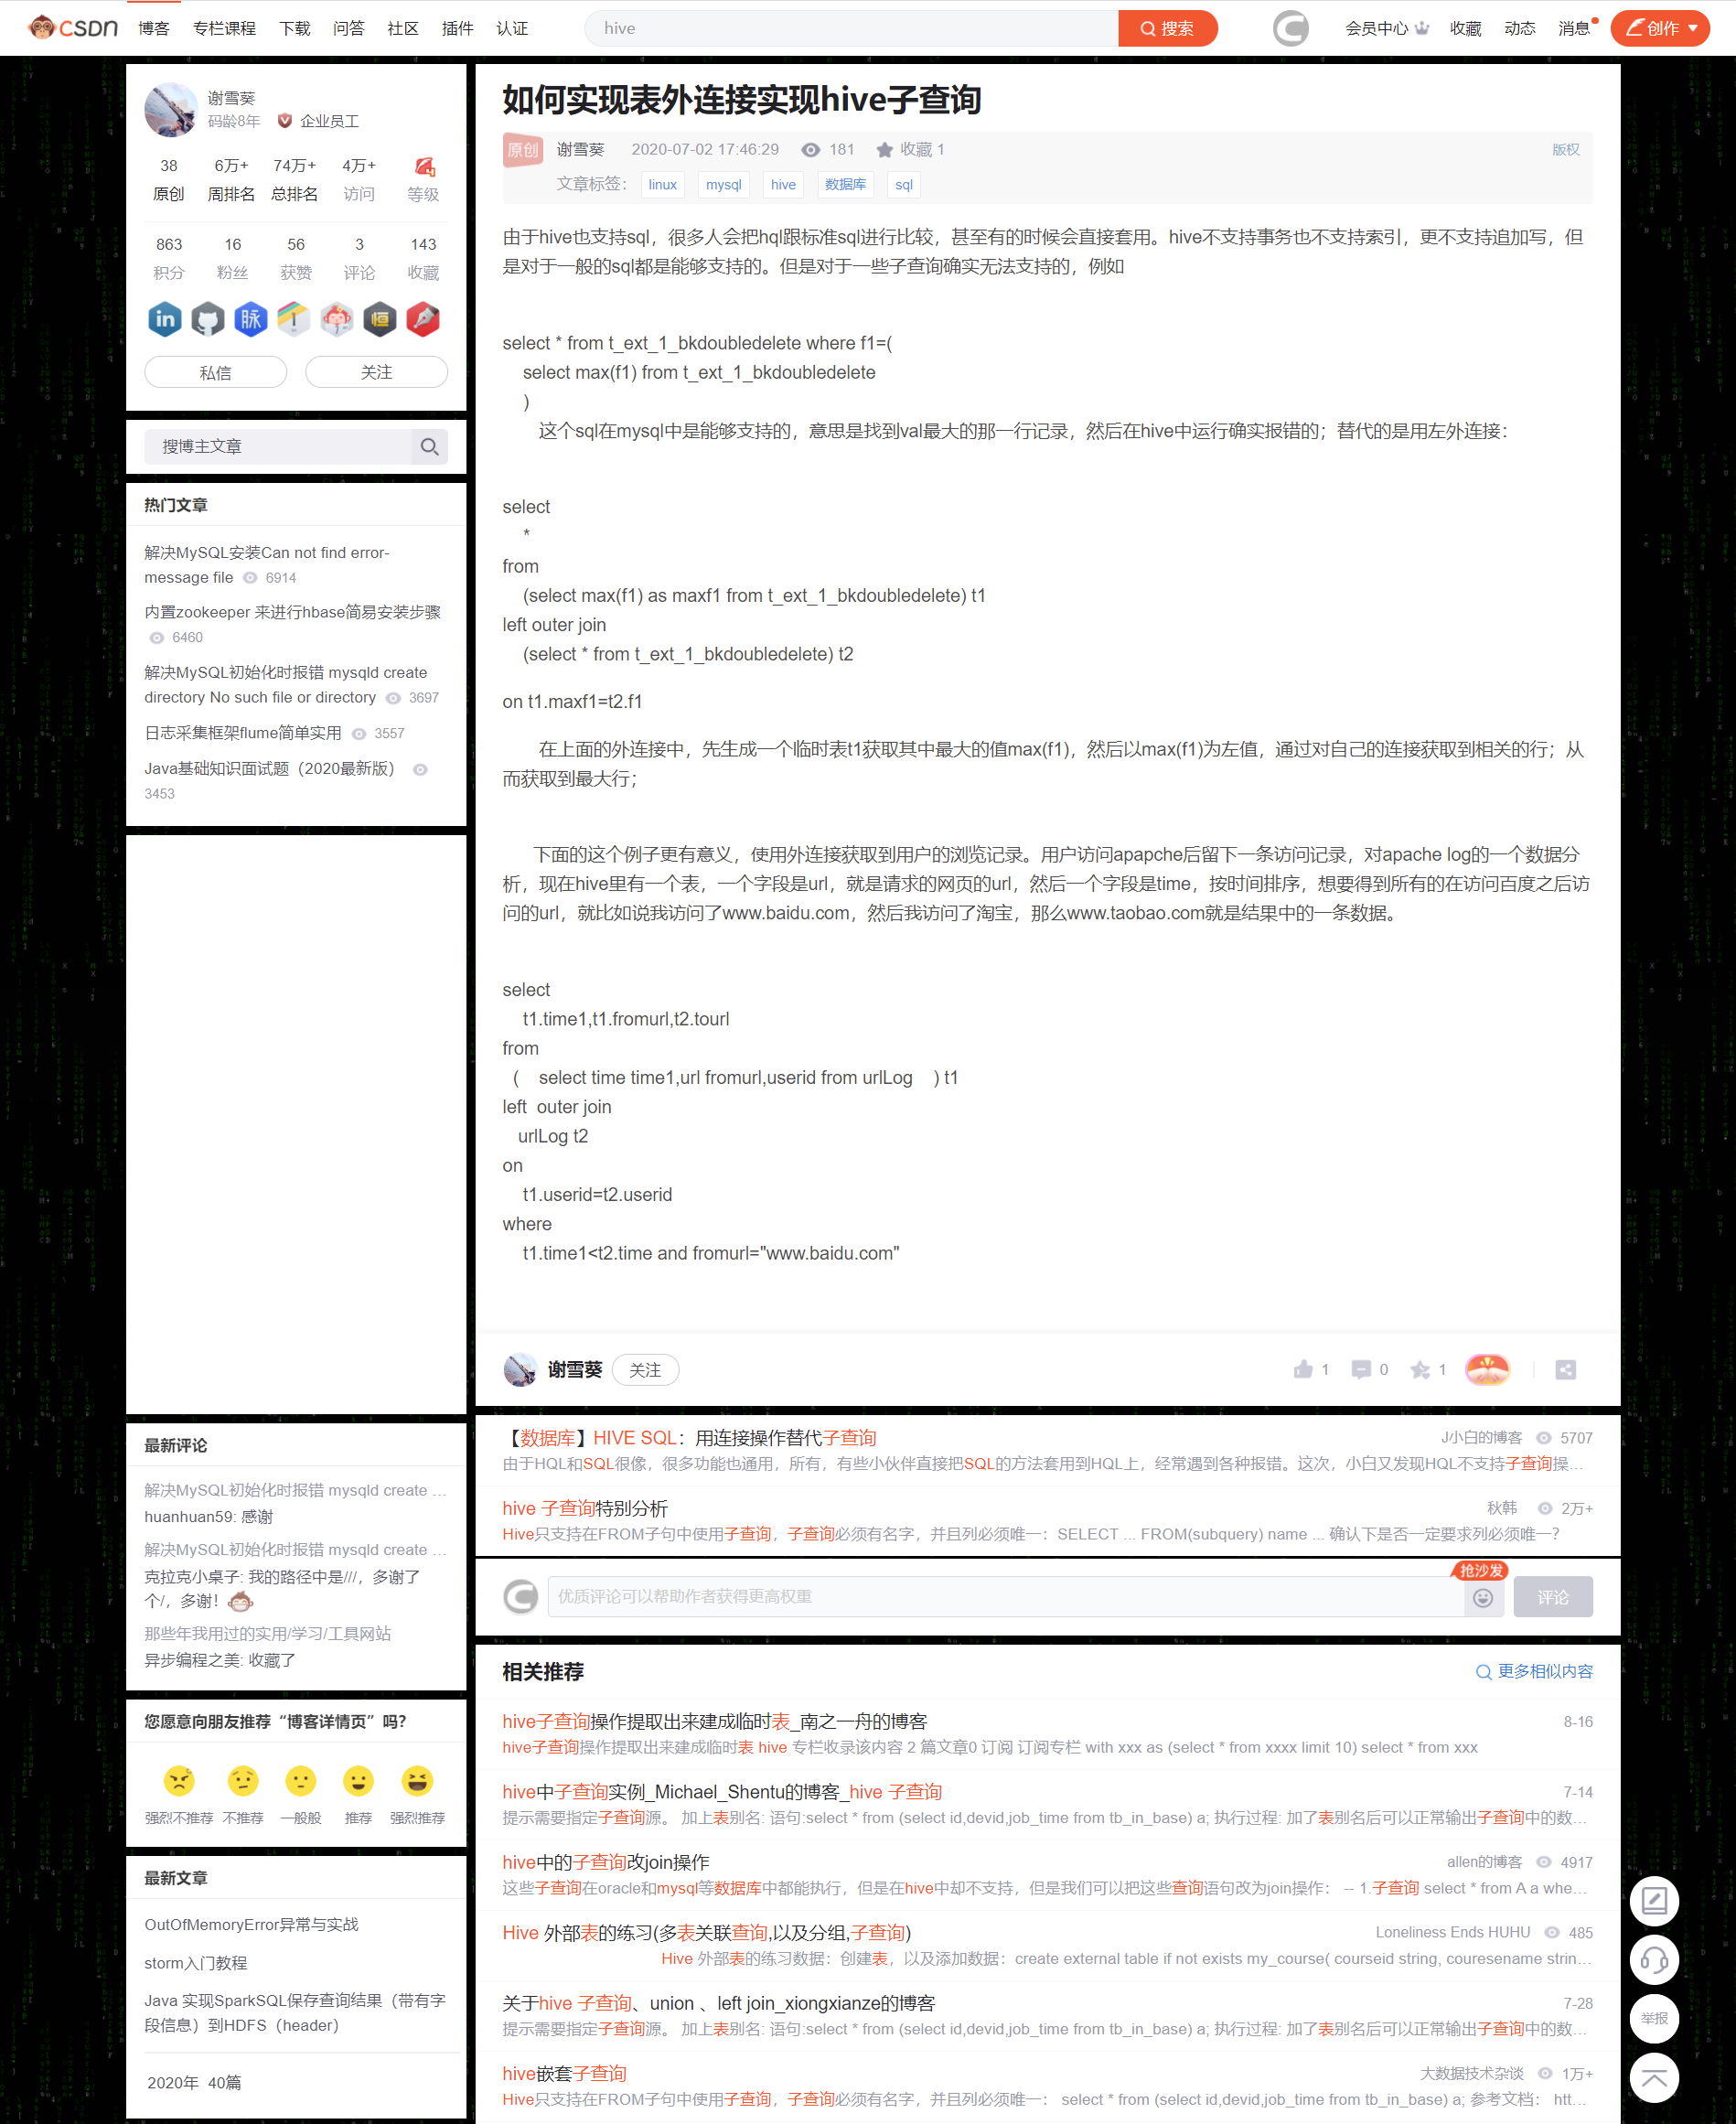 CSDN 博客 专栏课程 下载 问答 社区 插件 认证 hive 搜索 会员中心 收藏 动态 消息 创作
谢雪葵
码龄8年 企业员工
38 6万+ 74万+ 4万+
原创 周排名 总排名 访问 等级
863 16 56 3 143
积分 粉丝 获赞 评论 收藏
in 脉 恒
私信 关注
搜博主文章
热门文章
解决MySQL安装Can not find error-
message file 6914
内置zookeeper 来进行hbase简易安装步骤
6460
解决MySQL初始化时报错 mysqld create
directory No such file or directory 3697
日志采集框架flume简单实用 3557
Java基础知识面试题（2020最新版）
3453
最新评论
解决MySQL初始化时报错 mysqld create ...
huanhuan59: 感谢
解决MySQL初始化时报错 mysqld create ...
克拉克小桌子: 我的路径中是///，多谢了
个/，多谢！
那些年我用过的实用/学习/工具网站
异步编程之美: 收藏了
您愿意向朋友推荐“博客详情页”吗？
强烈不推荐 不推荐 一般般 推荐 强烈推荐
最新文章
OutOfMemoryError异常与实战
storm入门教程
Java 实现SparkSQL保存查询结果（带有字
段信息）到HDFS（header）
2020年 40篇
如何实现表外连接实现hive子查询
原创 谢雪葵 2020-07-02 17:46:29 181 收藏 1 版权
文章标签： linux mysql hive 数据库 sql
由于hive也支持sql，很多人会把hql跟标准sql进行比较，甚至有的时候会直接套用。hive不支持事务也不支持索引，更不支持追加写，但
是对于一般的sql都是能够支持的。但是对于一些子查询确实无法支持的，例如
select * from t_ext_1_bkdoubledelete where f1=(
select max(f1) from t_ext_1_bkdoubledelete
)
这个sql在mysql中是能够支持的，意思是找到val最大的那一行记录，然后在hive中运行确实报错的；替代的是用左外连接：
select
*
from
(select max(f1) as maxf1 from t_ext_1_bkdoubledelete) t1
left outer join
(select * from t_ext_1_bkdoubledelete) t2
on t1.maxf1=t2.f1
在上面的外连接中，先生成一个临时表t1获取其中最大的值max(f1)，然后以max(f1)为左值，通过对自己的连接获取到相关的行；从
而获取到最大行；
下面的这个例子更有意义，使用外连接获取到用户的浏览记录。用户访问apapche后留下一条访问记录，对apache log的一个数据分
析，现在hive里有一个表，一个字段是url，就是请求的网页的url，然后一个字段是time，按时间排序，想要得到所有的在访问百度之后访
问的url，就比如说我访问了www.baidu.com，然后我访问了淘宝，那么www.taobao.com就是结果中的一条数据。
select
t1.time1,t1.fromurl,t2.tourl
from
( select time time1,url fromurl,userid from urlLog ) t1
left outer join
urlLog t2
on
t1.userid=t2.userid
where
t1.time1<t2.time and fromurl="www.baidu.com"
谢雪葵 关注 1 0 1
【数据库】HIVE SQL：用连接操作替代子查询 J小白的博客 5707
由于HQL和SQL很像，很多功能也通用，所有，有些小伙伴直接把SQL的方法套用到HQL上，经常遇到各种报错。这次，小白又发现HQL不支持子查询操...
hive 子查询特别分析 秋韩 2万+
Hive只支持在FROM子句中使用子查询，子查询必须有名字，并且列必须唯一：SELECT ... FROM(subquery) name ... 确认下是否一定要求列必须唯一？
抢沙发
优质评论可以帮助作者获得更高权重 评论
相关推荐 更多相似内容
hive子查询操作提取出来建成临时表_南之一舟的博客 8-16
hive子查询操作提取出来建成临时表 hive 专栏收录该内容 2 篇文章0 订阅 订阅专栏 with xxx as (select * from xxxx limit 10) select * from xxx
hive中子查询实例_Michael_Shentu的博客_hive 子查询 7-14
提示需要指定子查询源。 加上表别名: 语句:select * from (select id,devid,job_time from tb_in_base) a; 执行过程: 加了表别名后可以正常输出子查询中的数...
hive中的子查询改join操作 allen的博客 4917
这些子查询在oracle和mysql等数据库中都能执行，但是在hive中却不支持，但是我们可以把这些查询语句改为join操作： -- 1.子查询 select * from A a whe...
Hive 外部表的练习(多表关联查询,以及分组,子查询) Loneliness Ends HUHU 485
Hive 外部表的练习数据：创建表，以及添加数据：create external table if not exists my_course( courseid string, couresename strin...
关于hive 子查询、union 、left join_xiongxianze的博客 7-28
提示需要指定子查询源。 加上表别名: 语句:select * from (select id,devid,job_time from tb_in_base) a; 执行过程: 加了表别名后可以正常输出子查询中的数...
hive嵌套子查询 大数据技术杂谈 1万+
Hive只支持在FROM子句中使用子查询，子查询必须有名字，并且列必须唯一： select * from (select id,devid,job_time from tb_in_base) a; 参考文档： htt...
举报